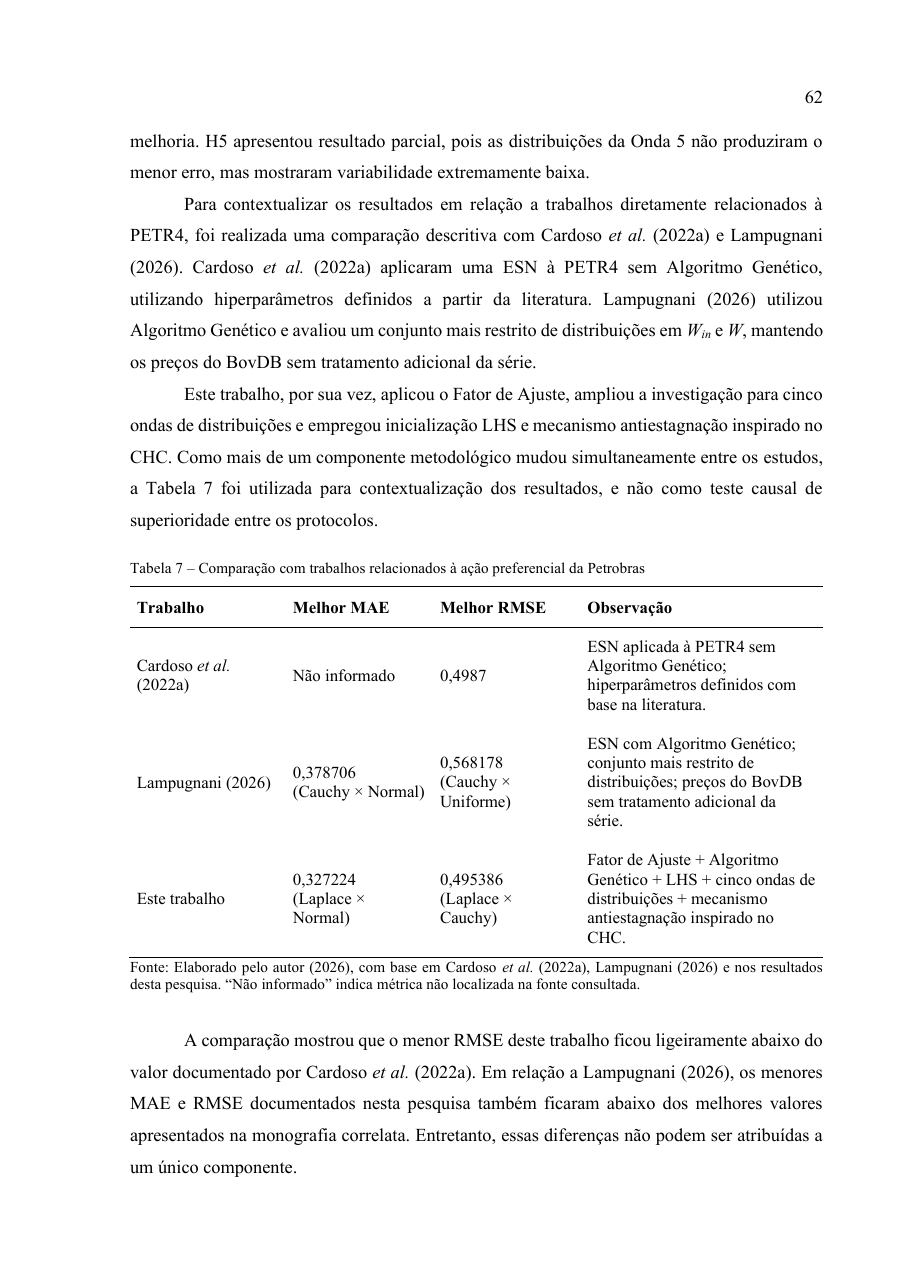 62
melhoria. H5 apresentou resultado parcial, pois as distribuições da Onda 5 não produziram o
menor erro, mas mostraram variabilidade extremamente baixa.
Para contextualizar os resultados em relação a trabalhos diretamente relacionados à
PETR4, foi realizada uma comparação descritiva com Cardoso et al. (2022a) e Lampugnani
(2026). Cardoso et al. (2022a) aplicaram uma ESN à PETR4 sem Algoritmo Genético,
utilizando hiperparâmetros definidos a partir da literatura. Lampugnani (2026) utilizou
Algoritmo Genético e avaliou um conjunto mais restrito de distribuições em Win e W, mantendo
os preços do BovDB sem tratamento adicional da série.
Este trabalho, por sua vez, aplicou o Fator de Ajuste, ampliou a investigação para cinco
ondas de distribuições e empregou inicialização LHS e mecanismo antiestagnação inspirado no
CHC. Como mais de um componente metodológico mudou simultaneamente entre os estudos,
a Tabela 7 foi utilizada para contextualização dos resultados, e não como teste causal de
superioridade entre os protocolos.
Tabela 7 – Comparação com trabalhos relacionados à ação preferencial da Petrobras
Trabalho Melhor MAE Melhor RMSE Observação
Cardoso et al.
(2022a)
Não informado
0,4987
ESN aplicada à PETR4 sem
Algoritmo Genético;
hiperparâmetros definidos com
base na literatura.
Lampugnani (2026)
0,378706
(Cauchy × Normal)
0,568178
(Cauchy ×
Uniforme)
ESN com Algoritmo Genético;
conjunto mais restrito de
distribuições; preços do BovDB
sem tratamento adicional da
série.
Este trabalho
0,327224
(Laplace ×
Normal)
0,495386
(Laplace ×
Cauchy)
Fator de Ajuste + Algoritmo
Genético + LHS + cinco ondas de
distribuições + mecanismo
antiestagnação inspirado no
CHC.
Fonte: Elaborado pelo autor (2026), com base em Cardoso et al. (2022a), Lampugnani (2026) e nos resultados
desta pesquisa. “Não informado” indica métrica não localizada na fonte consultada.
A comparação mostrou que o menor RMSE deste trabalho ficou ligeiramente abaixo do
valor documentado por Cardoso et al. (2022a). Em relação a Lampugnani (2026), os menores
MAE e RMSE documentados nesta pesquisa também ficaram abaixo dos melhores valores
apresentados na monografia correlata. Entretanto, essas diferenças não podem ser atribuídas a
um único componente.